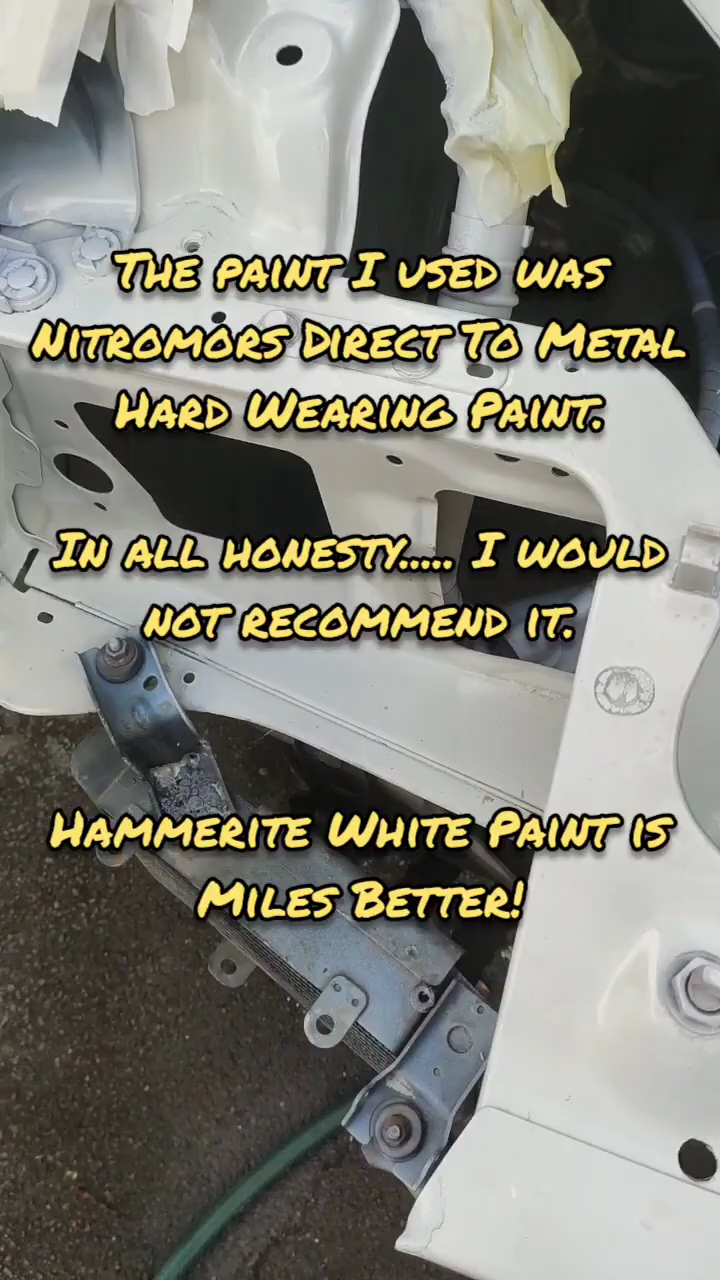 The paint I used was
Nitromors Direct To Metal
Hard Wearing Paint.
In all honesty..... I would
not recommend it.
Hammerite White Paint is
Miles Better!